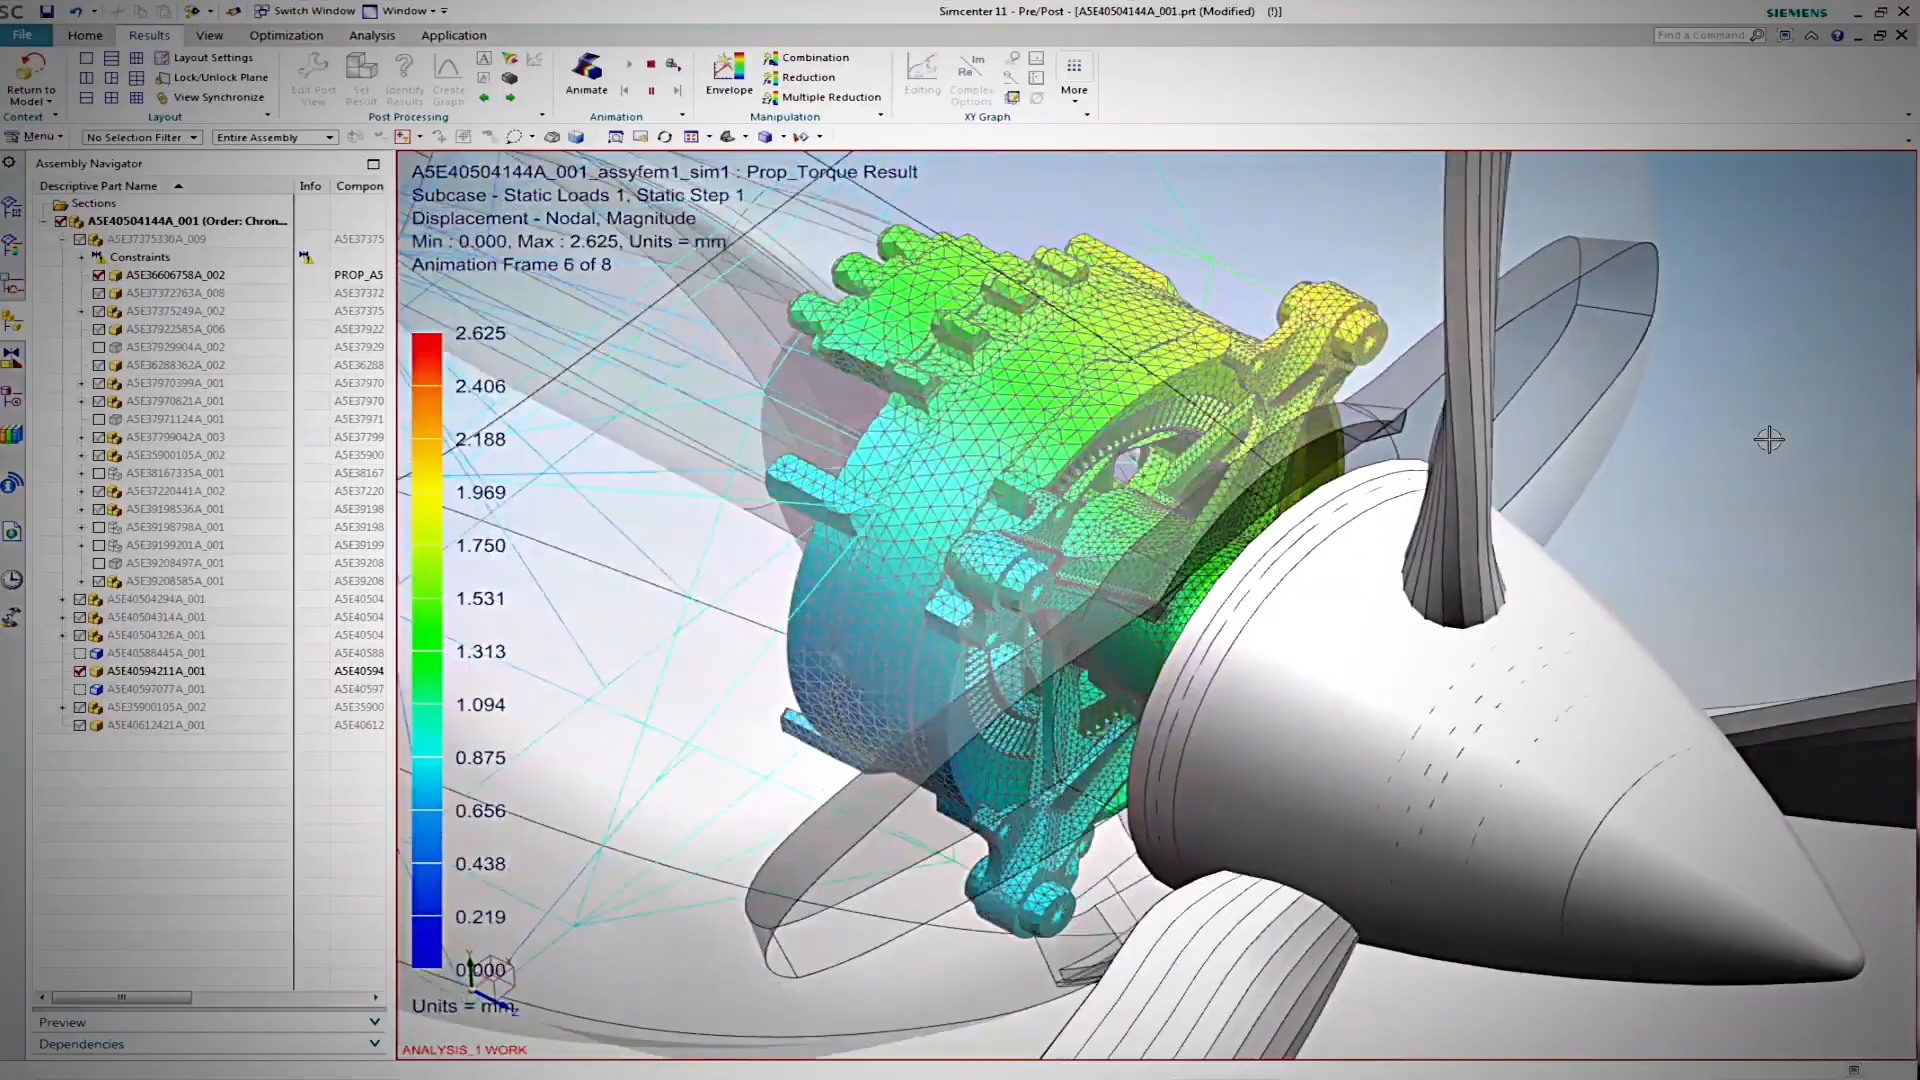 SC
Switch Window
Window
Simcenter 11 - Pre/Post - [A5E40504144A_001.prt (Modified) (!)]
SIEMENS
File
Home
Results
View
Optimization
Analysis
Application
Find a Command
Return to Model
Context
Layout Settings
Lock/Unlock Plane
View Synchronize
Layout
Edit Post View
Set Result
Identify Results
Create Graph
Post Processing
Animate
Animation
Envelope
Combination
Reduction
Multiple Reduction
Manipulation
Editing
Complex Options
XY Graph
More
Menu
No Selection Filter
Entire Assembly
Assembly Navigator
Descriptive Part Name
Info
Compon
Sections
A5E40504144A_001 (Order: Chron...
A5E37375330A_009 A5E37375
Constraints
A5E36606758A_002 PROP_A5
A5E37372763A_008 A5E37372
A5E37375249A_002 A5E37375
A5E37922585A_006 A5E37922
A5E37929904A_002 A5E37929
A5E36288362A_002 A5E36288
A5E37970399A_001 A5E37970
A5E37970821A_001 A5E37970
A5E37971124A_001 A5E37971
A5E37799042A_003 A5E37799
A5E35900105A_002 A5E35900
A5E38167335A_001 A5E38167
A5E37220441A_002 A5E37220
A5E39198536A_001 A5E39198
A5E39198798A_001 A5E39198
A5E39199201A_001 A5E39199
A5E39208497A_001 A5E39208
A5E39208585A_001 A5E39208
A5E40504294A_001 A5E40504
A5E40504314A_001 A5E40504
A5E40504326A_001 A5E40504
A5E40588445A_001 A5E40588
A5E40594211A_001 A5E40594
A5E40597077A_001 A5E40597
A5E35900105A_002 A5E35900
A5E40612421A_001 A5E40612
Preview
Dependencies
A5E40504144A_001_assyfem1_sim1 : Prop_Torque Result
Subcase - Static Loads 1, Static Step 1
Displacement - Nodal, Magnitude
Min : 0.000, Max : 2.625, Units = mm
Animation Frame 6 of 8
2.625
2.406
2.188
1.969
1.750
1.531
1.313
1.094
0.875
0.656
0.438
0.219
0.000
Units = mm
ANALYSIS_1 WORK